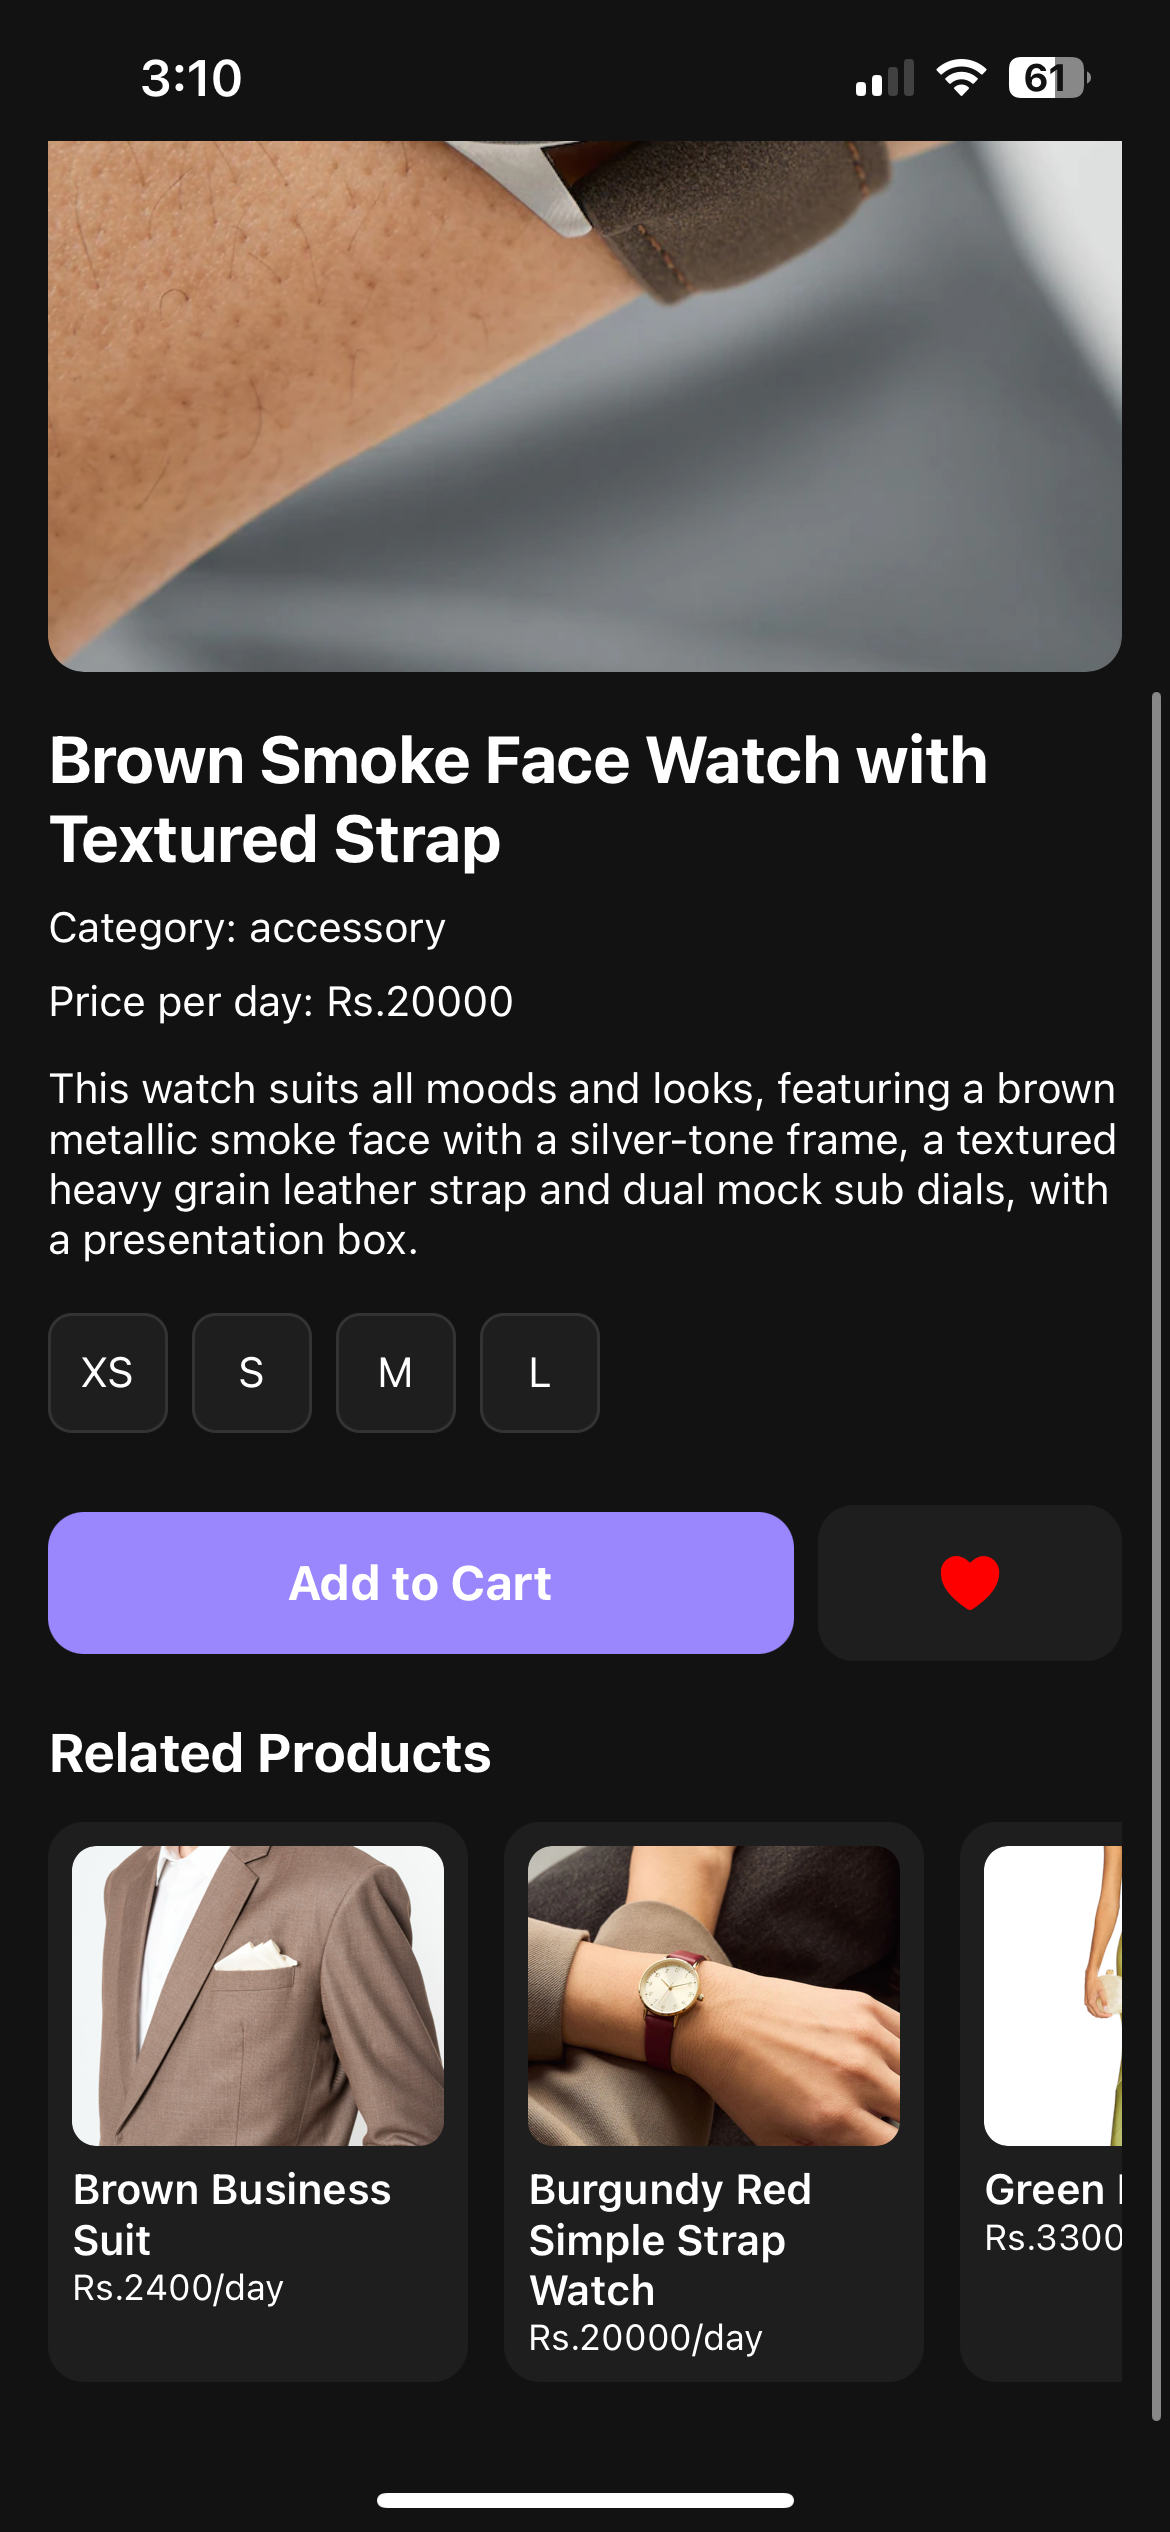 3:10
61
Brown Smoke Face Watch with
Textured Strap
Category: accessory
Price per day: Rs.20000
This watch suits all moods and looks, featuring a brown
metallic smoke face with a silver-tone frame, a textured
heavy grain leather strap and dual mock sub dials, with
a presentation box.
XS
S
M
L
Add to Cart
Related Products
Brown Business
Suit
Rs.2400/day
Burgundy Red
Simple Strap
Watch
Rs.20000/day
Green
Rs.3300